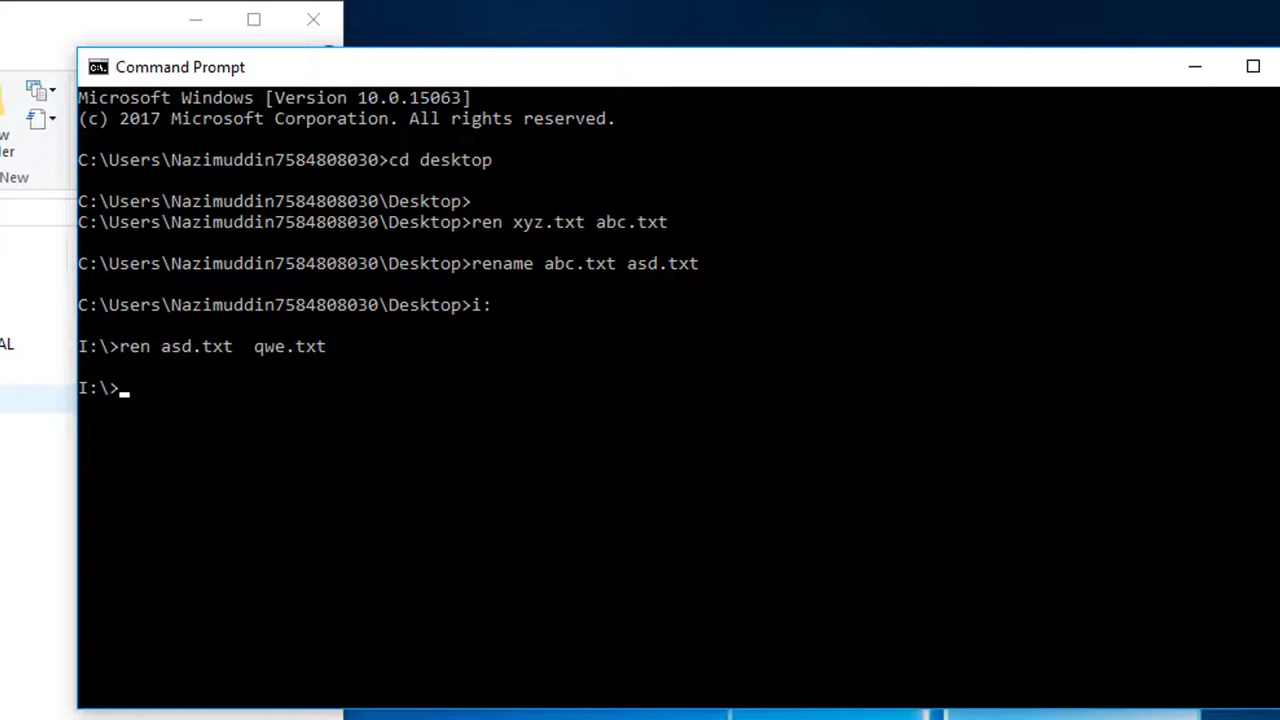 Command Prompt
Microsoft Windows [Version 10.0.15063]
(c) 2017 Microsoft Corporation. All rights reserved.
C:\Users\Nazimuddin7584808030>cd desktop
C:\Users\Nazimuddin7584808030\Desktop>
C:\Users\Nazimuddin7584808030\Desktop>ren xyz.txt abc.txt
C:\Users\Nazimuddin7584808030\Desktop>rename abc.txt asd.txt
C:\Users\Nazimuddin7584808030\Desktop>i:
I:\>ren asd.txt  qwe.txt
I:\>
w
der
New
AL